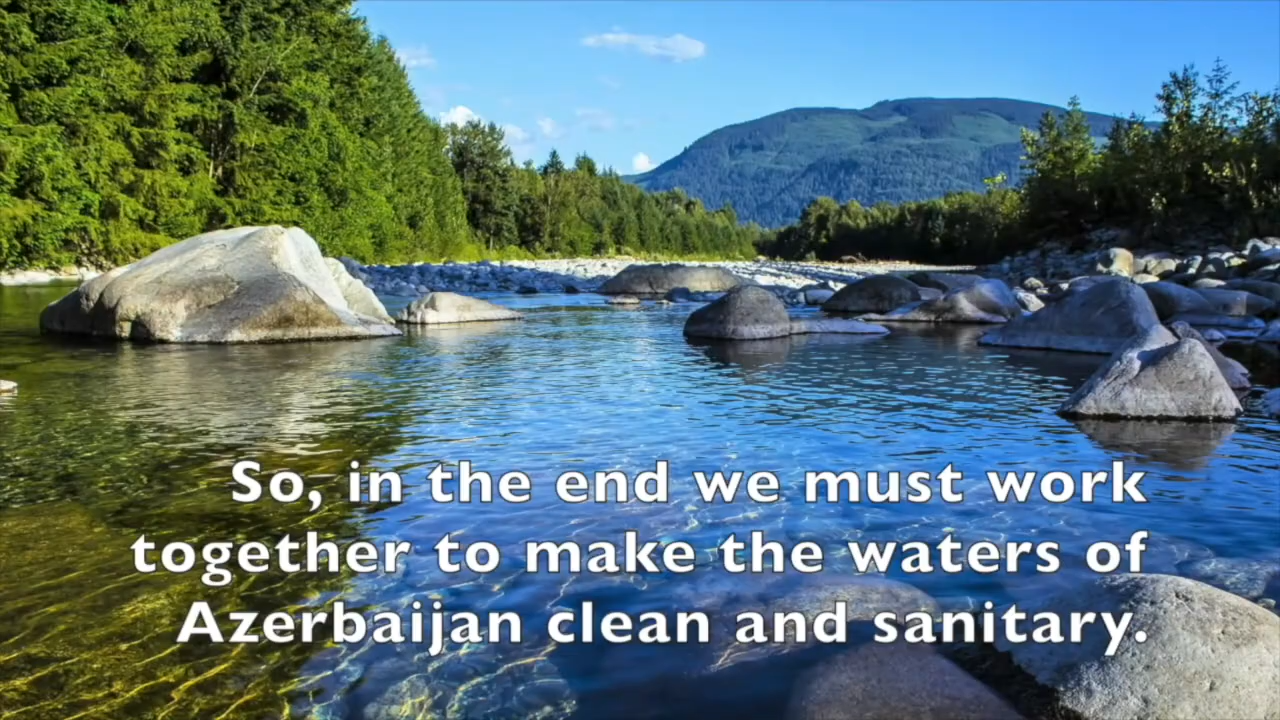 So, in the end we must work
together to make the waters of
Azerbaijan clean and sanitary.